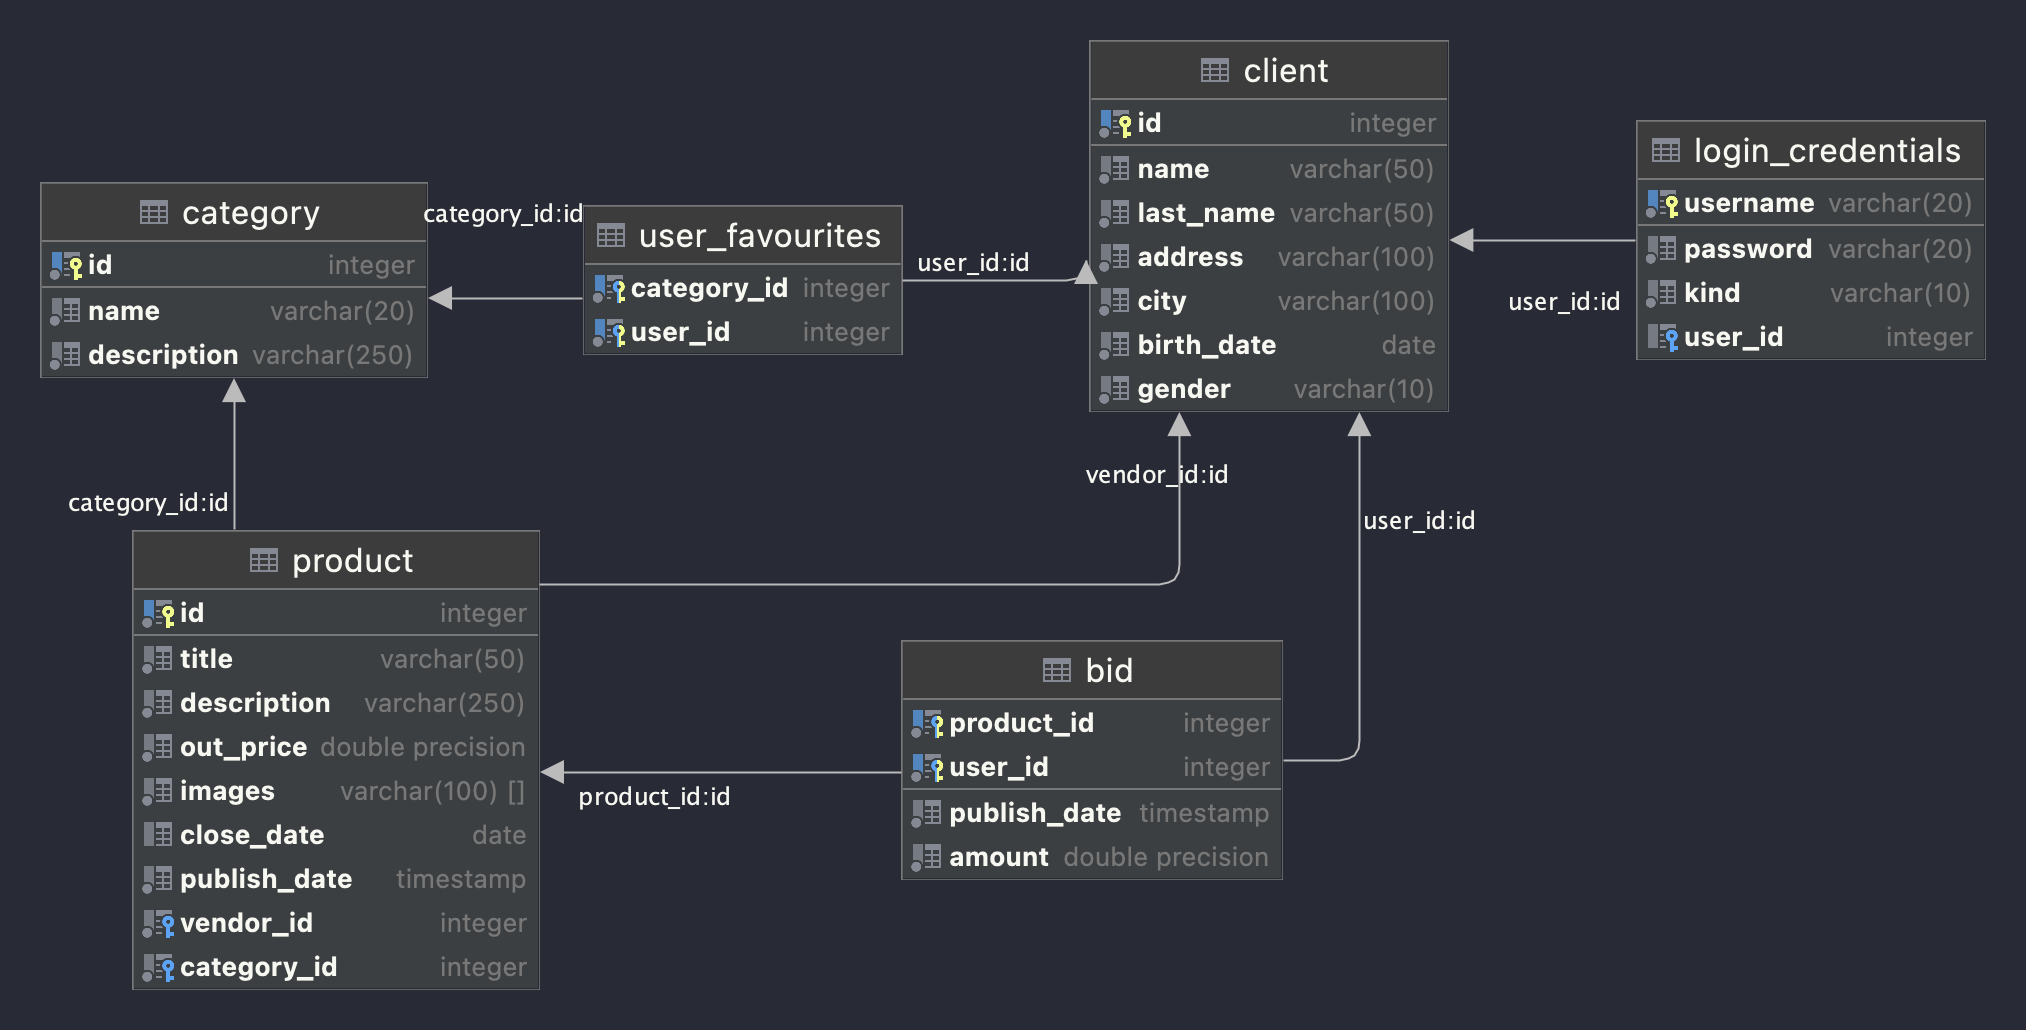 category
id integer
name varchar(20)
description varchar(250)
category_id:id
user_favourites
category_id integer
user_id integer
user_id:id
client
id integer
name varchar(50)
last_name varchar(50)
address varchar(100)
city varchar(100)
birth_date date
gender varchar(10)
login_credentials
username varchar(20)
password varchar(20)
kind varchar(10)
user_id integer
user_id:id
category_id:id
vendor_id:id
user_id:id
product
id integer
title varchar(50)
description varchar(250)
out_price double precision
images varchar(100) []
close_date date
publish_date timestamp
vendor_id integer
category_id integer
product_id:id
bid
product_id integer
user_id integer
publish_date timestamp
amount double precision